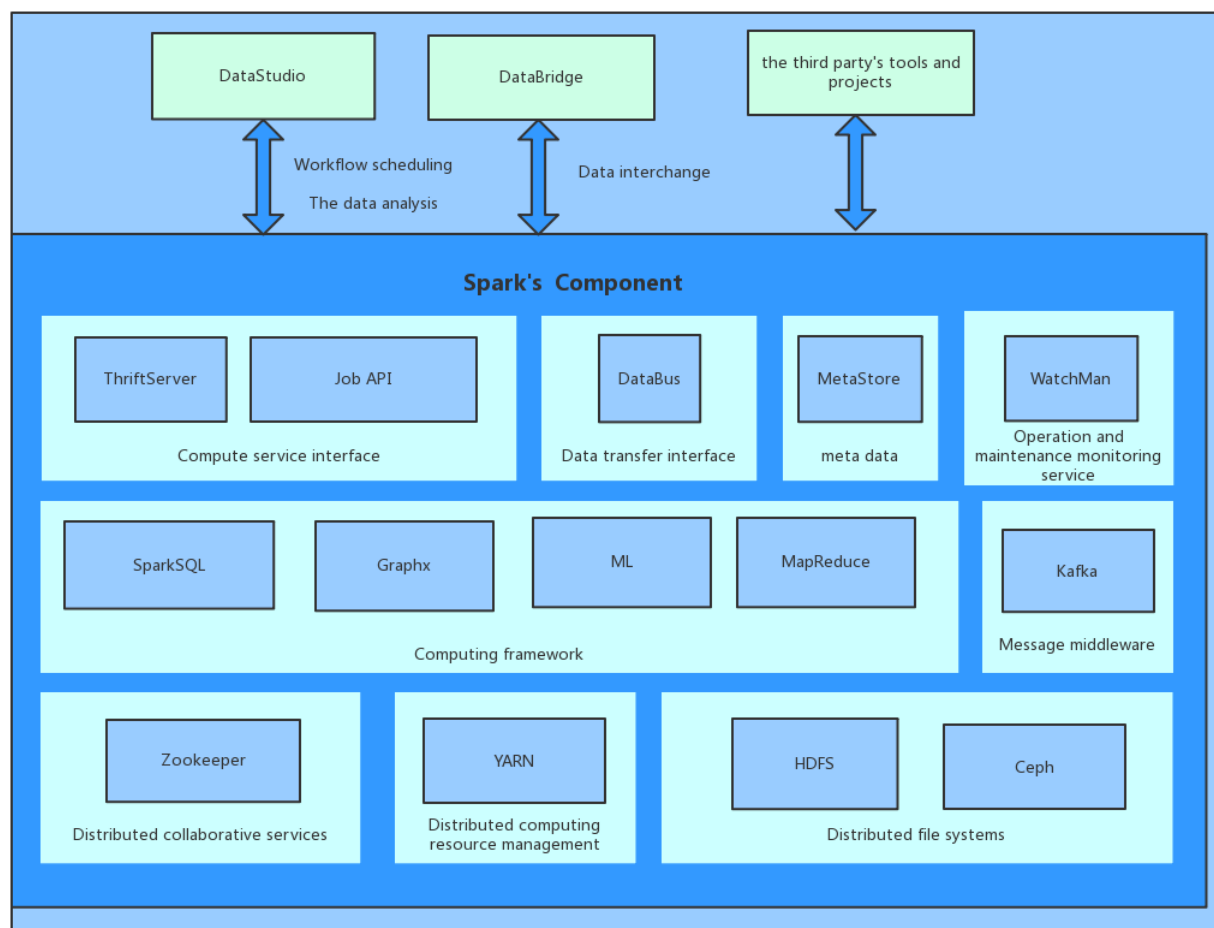 DataStudio
DataBridge
the third party's tools and
projects
Workflow scheduling
The data analysis
Data interchange
Spark's Component
ThriftServer
Job API
Compute service interface
DataBus
Data transfer interface
MetaStore
meta data
WatchMan
Operation and
maintenance monitoring
service
SparkSQL
Graphx
ML
MapReduce
Computing framework
Kafka
Message middleware
Zookeeper
Distributed collaborative services
YARN
Distributed computing
resource management
HDFS
Ceph
Distributed file systems